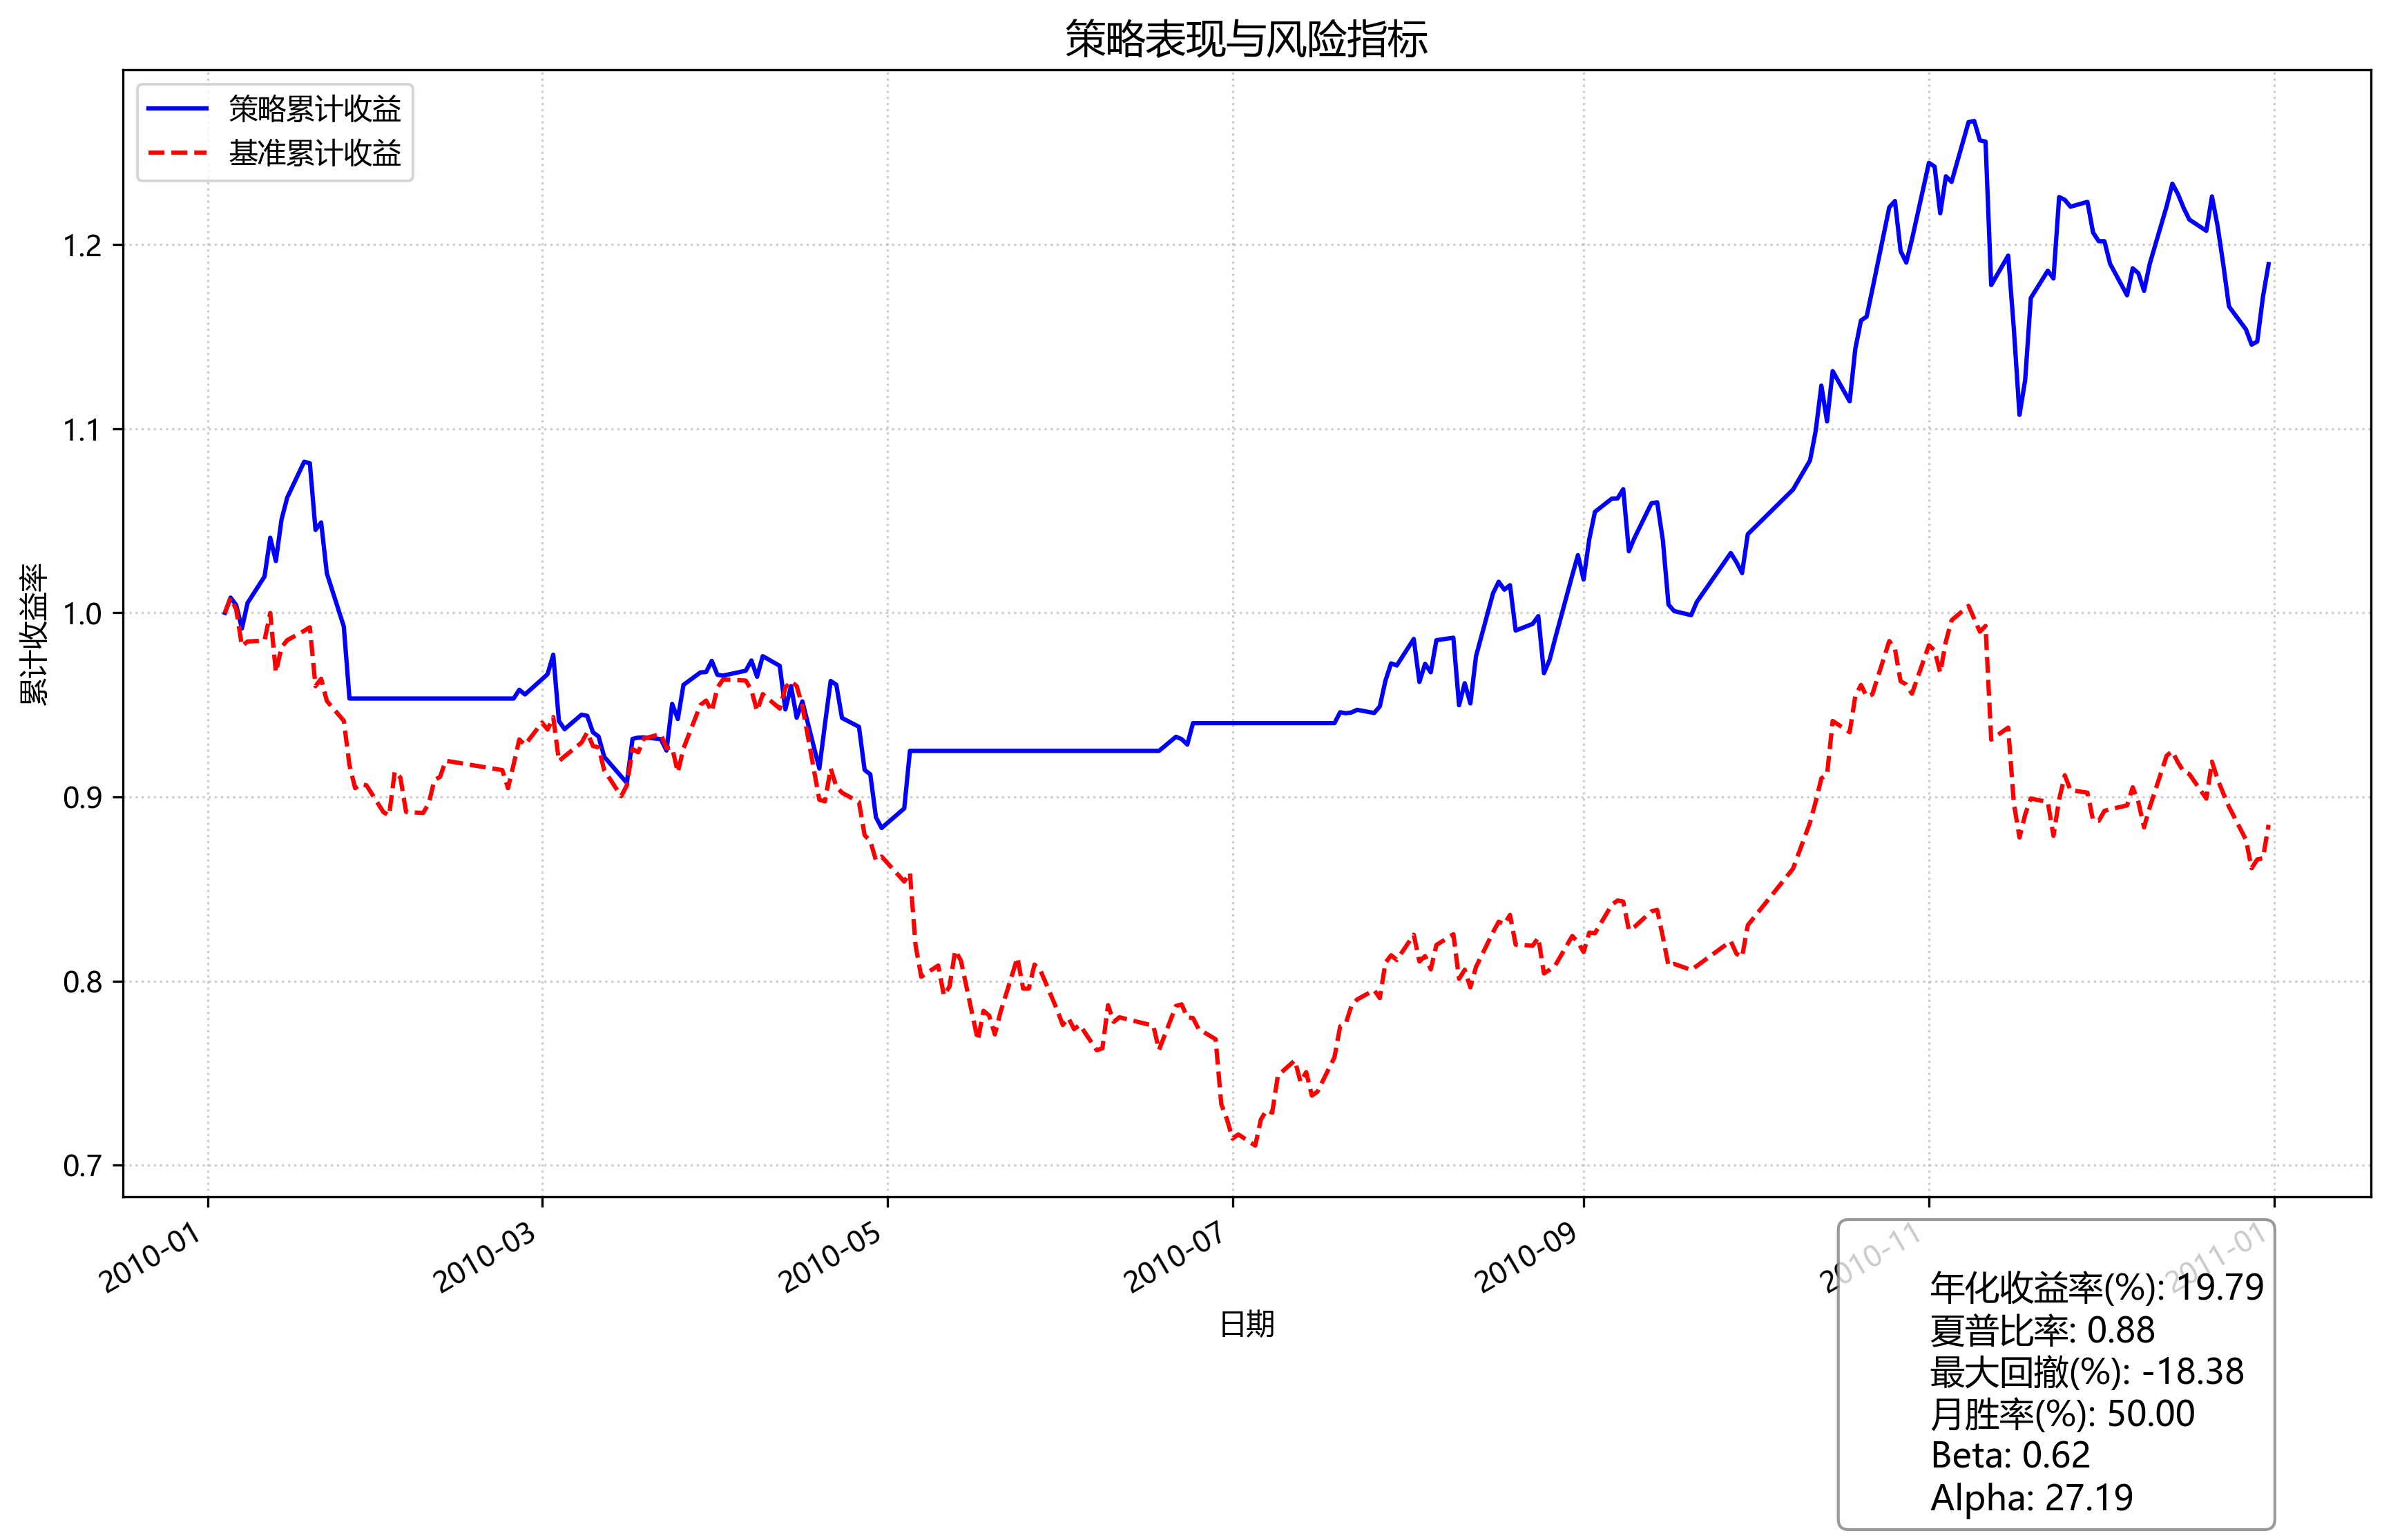 策略表现与风险指标
策略累计收益
基准累计收益
累计收益率
1.2
1.1
1.0
0.9
0.8
0.7
2010-01
2010-03
2010-05
2010-07
2010-09
2010-11
2011-01
日期
年化收益率(%): 19.79
夏普比率: 0.88
最大回撤(%): -18.38
月胜率(%): 50.00
Beta: 0.62
Alpha: 27.19